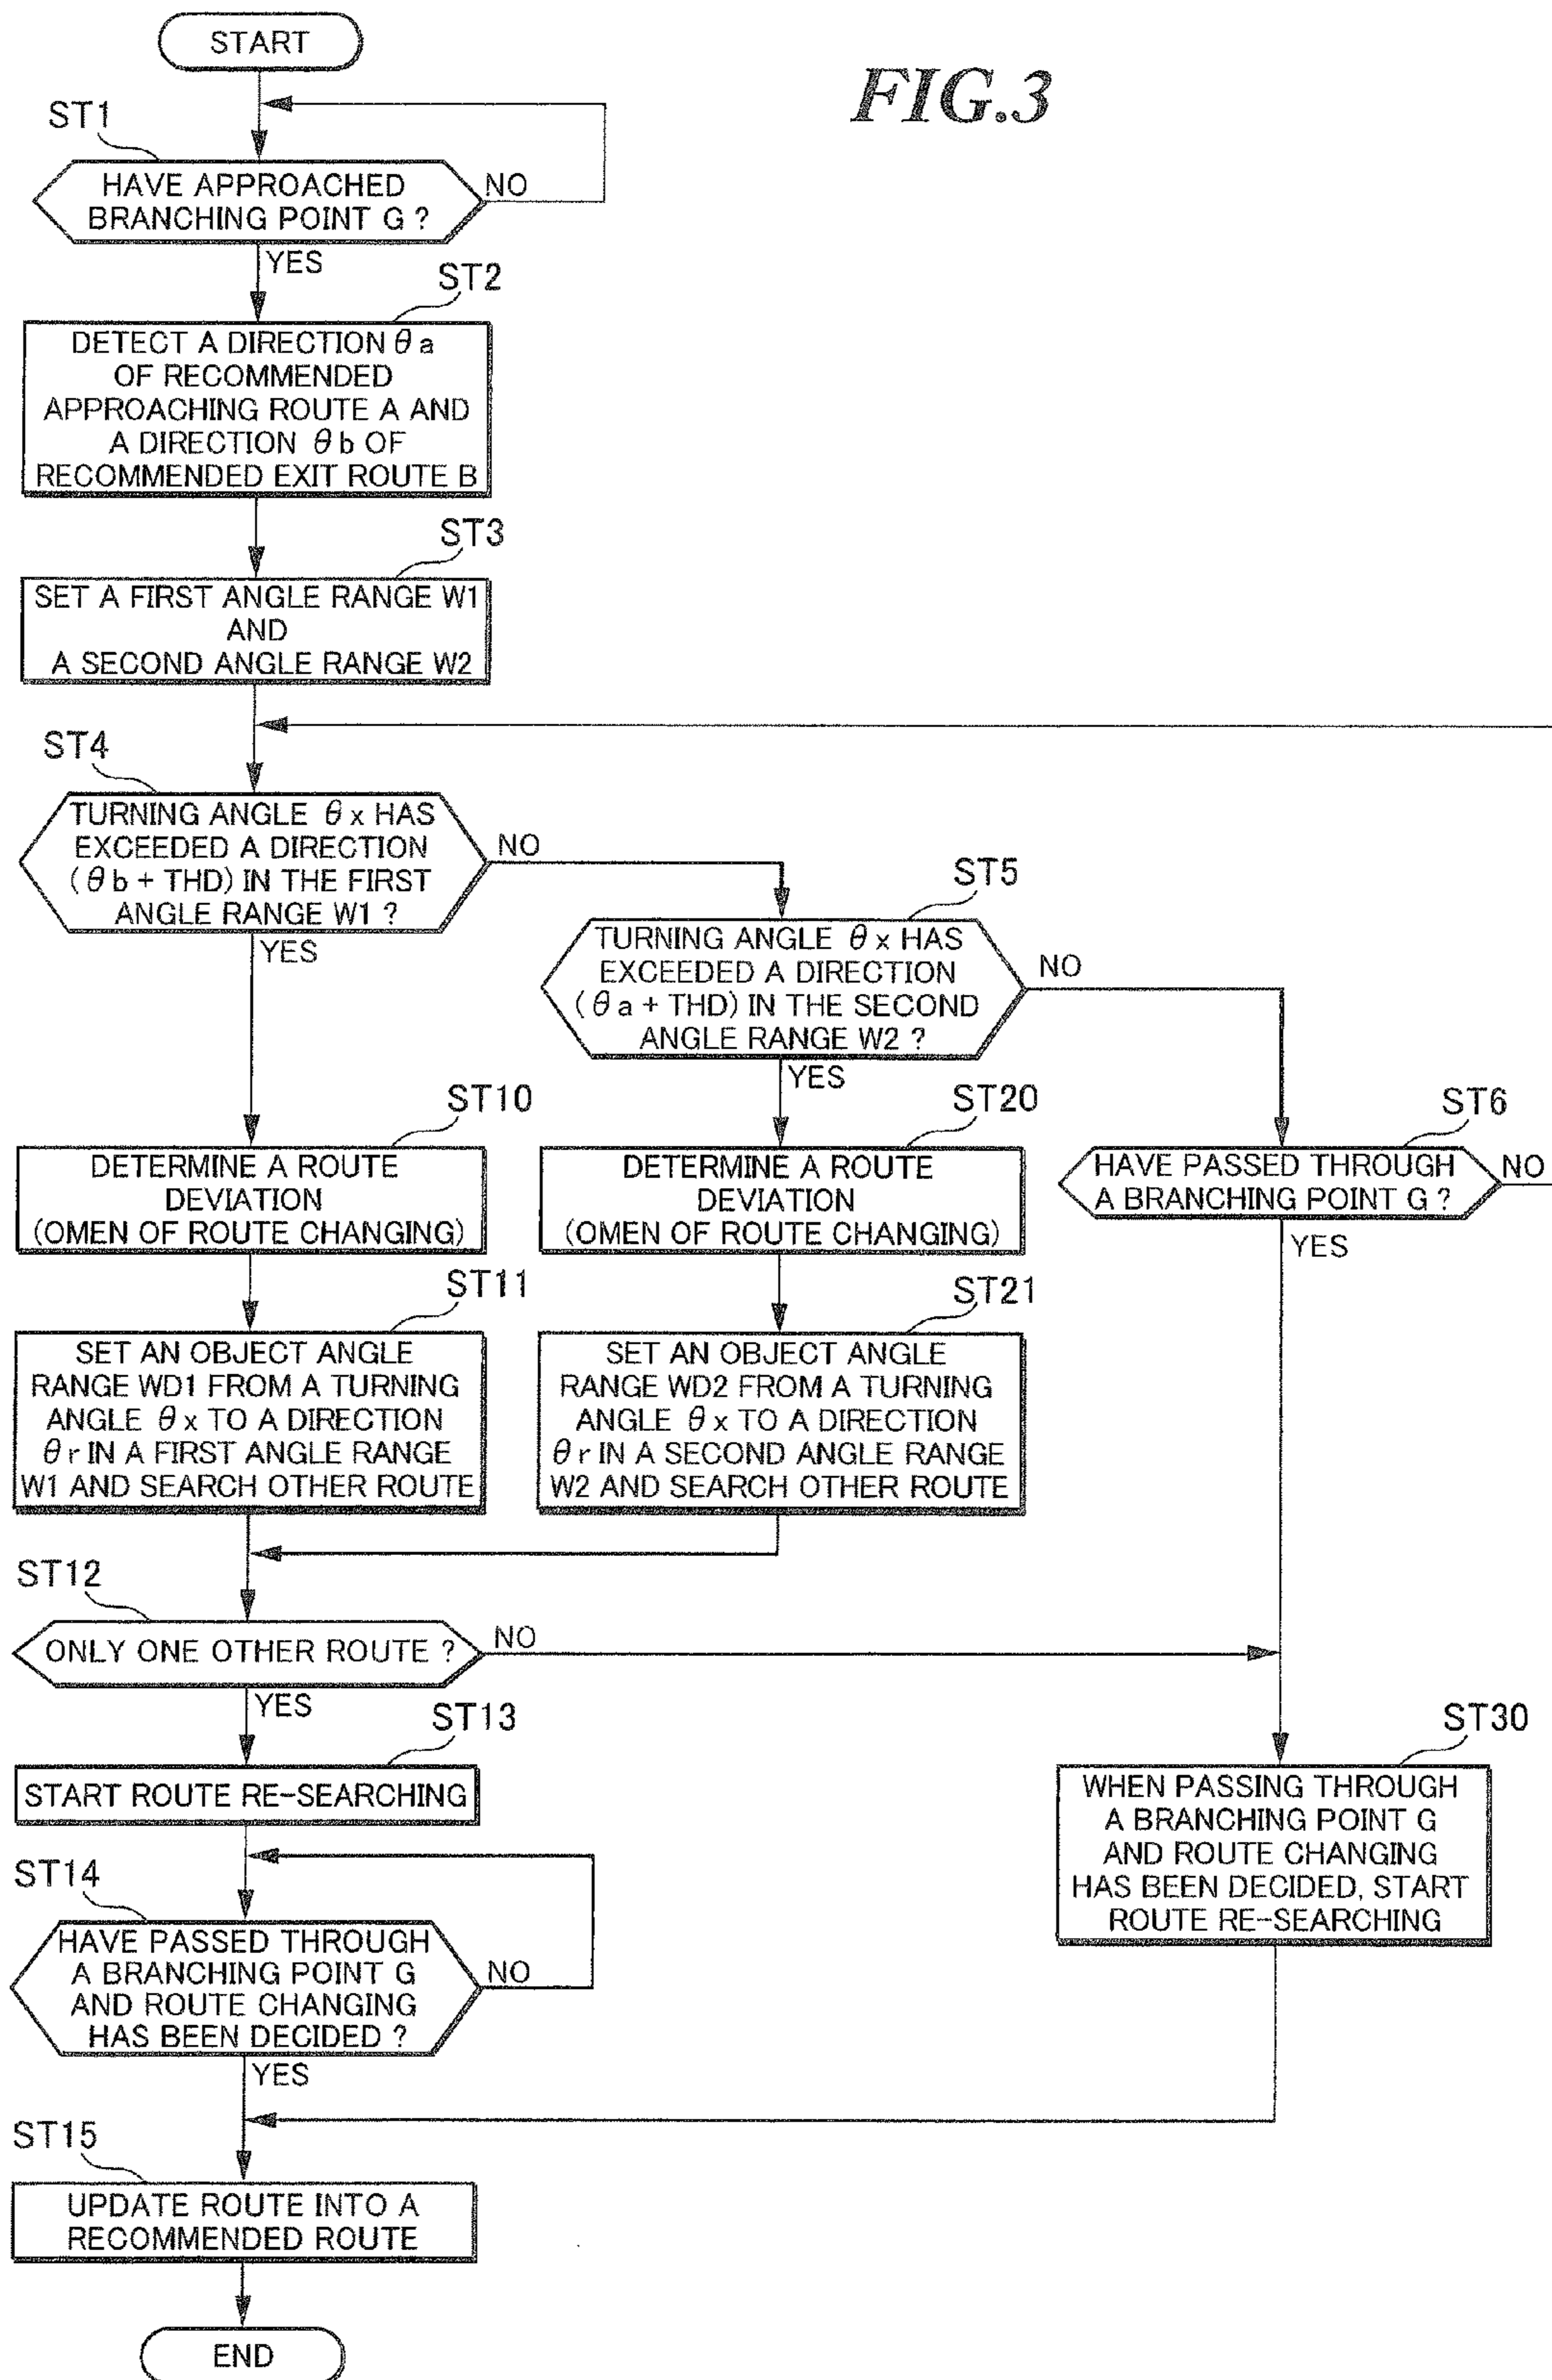 START
FIG.3
ST1
HAVE APPROACHED
BRANCHING POINT G ?
NO
YES
ST2
DETECT A DIRECTION θ a
OF RECOMMENDED
APPROACHING ROUTE A AND
A DIRECTION θ b OF
RECOMMENDED EXIT ROUTE B
ST3
SET A FIRST ANGLE RANGE W1
AND
A SECOND ANGLE RANGE W2
ST4
TURNING ANGLE θ x HAS
EXCEEDED A DIRECTION
( θ b + THD) IN THE FIRST
ANGLE RANGE W1 ?
NO
YES
ST5
TURNING ANGLE θ x HAS
EXCEEDED A DIRECTION
( θ a + THD) IN THE SECOND
ANGLE RANGE W2 ?
NO
YES
ST10
DETERMINE A ROUTE
DEVIATION
(OMEN OF ROUTE CHANGING)
ST20
DETERMINE A ROUTE
DEVIATION
(OMEN OF ROUTE CHANGING)
ST6
HAVE PASSED THROUGH
A BRANCHING POINT G ?
NO
YES
ST11
SET AN OBJECT ANGLE
RANGE WD1 FROM A TURNING
ANGLE θ x TO A DIRECTION
θ r IN A FIRST ANGLE RANGE
W1 AND SEARCH OTHER ROUTE
ST21
SET AN OBJECT ANGLE
RANGE WD2 FROM A TURNING
ANGLE θ x TO A DIRECTION
θ r IN A SECOND ANGLE RANGE
W2 AND SEARCH OTHER ROUTE
ST12
ONLY ONE OTHER ROUTE ?
NO
YES
ST13
START ROUTE RE-SEARCHING
ST30
WHEN PASSING THROUGH
A BRANCHING POINT G
AND ROUTE CHANGING
HAS BEEN DECIDED, START
ROUTE RE-SEARCHING
ST14
HAVE PASSED THROUGH
A BRANCHING POINT G
AND ROUTE CHANGING
HAS BEEN DECIDED ?
NO
YES
ST15
UPDATE ROUTE INTO A
RECOMMENDED ROUTE
END